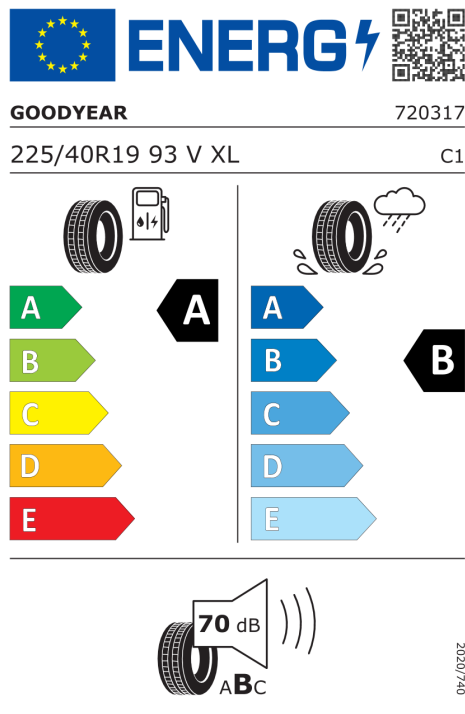 ENERG
GOODYEAR 720317
225/40R19 93 V XL C1
A A A
B B B
C C
D D
E E
70 dB
ABC
2020/740